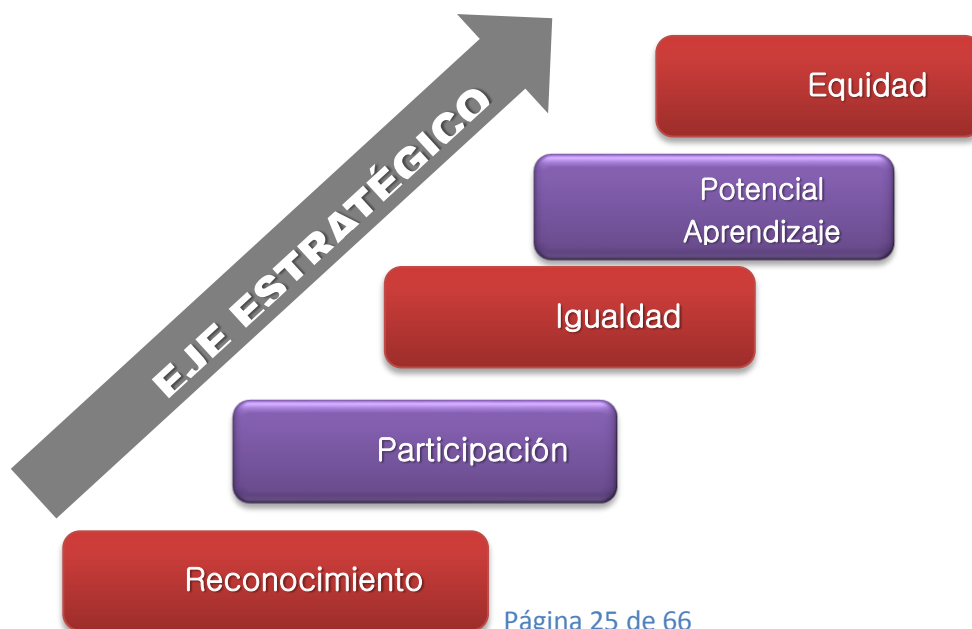 EJE ESTRATÉGICO
Equidad
Potencial
Aprendizaje
Igualdad
Participación
Reconocimiento
Página 25 de 66